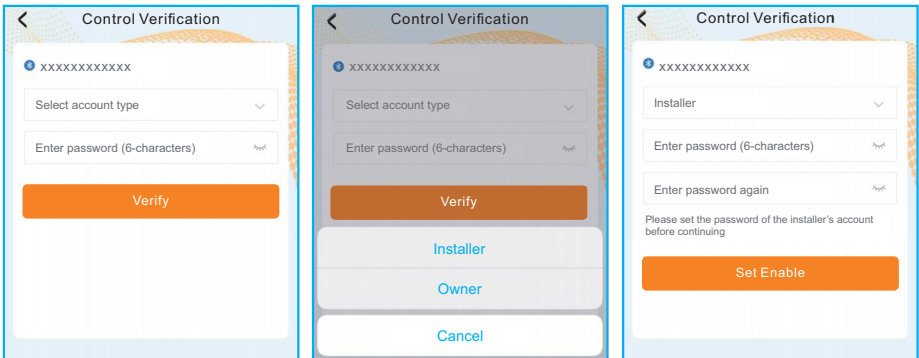 Control Verification
xxxxxxxxxxxx
Select account type
Enter password (6-characters)
Verify
Control Verification
xxxxxxxxxxxx
Select account type
Enter password (6-characters)
Verify
Installer
Owner
Cancel
Control Verification
xxxxxxxxxxxx
Installer
Enter password (6-characters)
Enter password again
Please set the password of the installer's account
before continuing
Set Enable